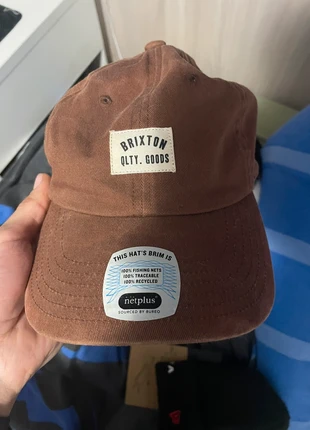 BRIXTON
QLTY. GOODS
THIS HAT'S BRIM IS
100% FISHING NETS
100% TRACEABLE
100% RECYCLED
netplus
SOURCED BY BUREO